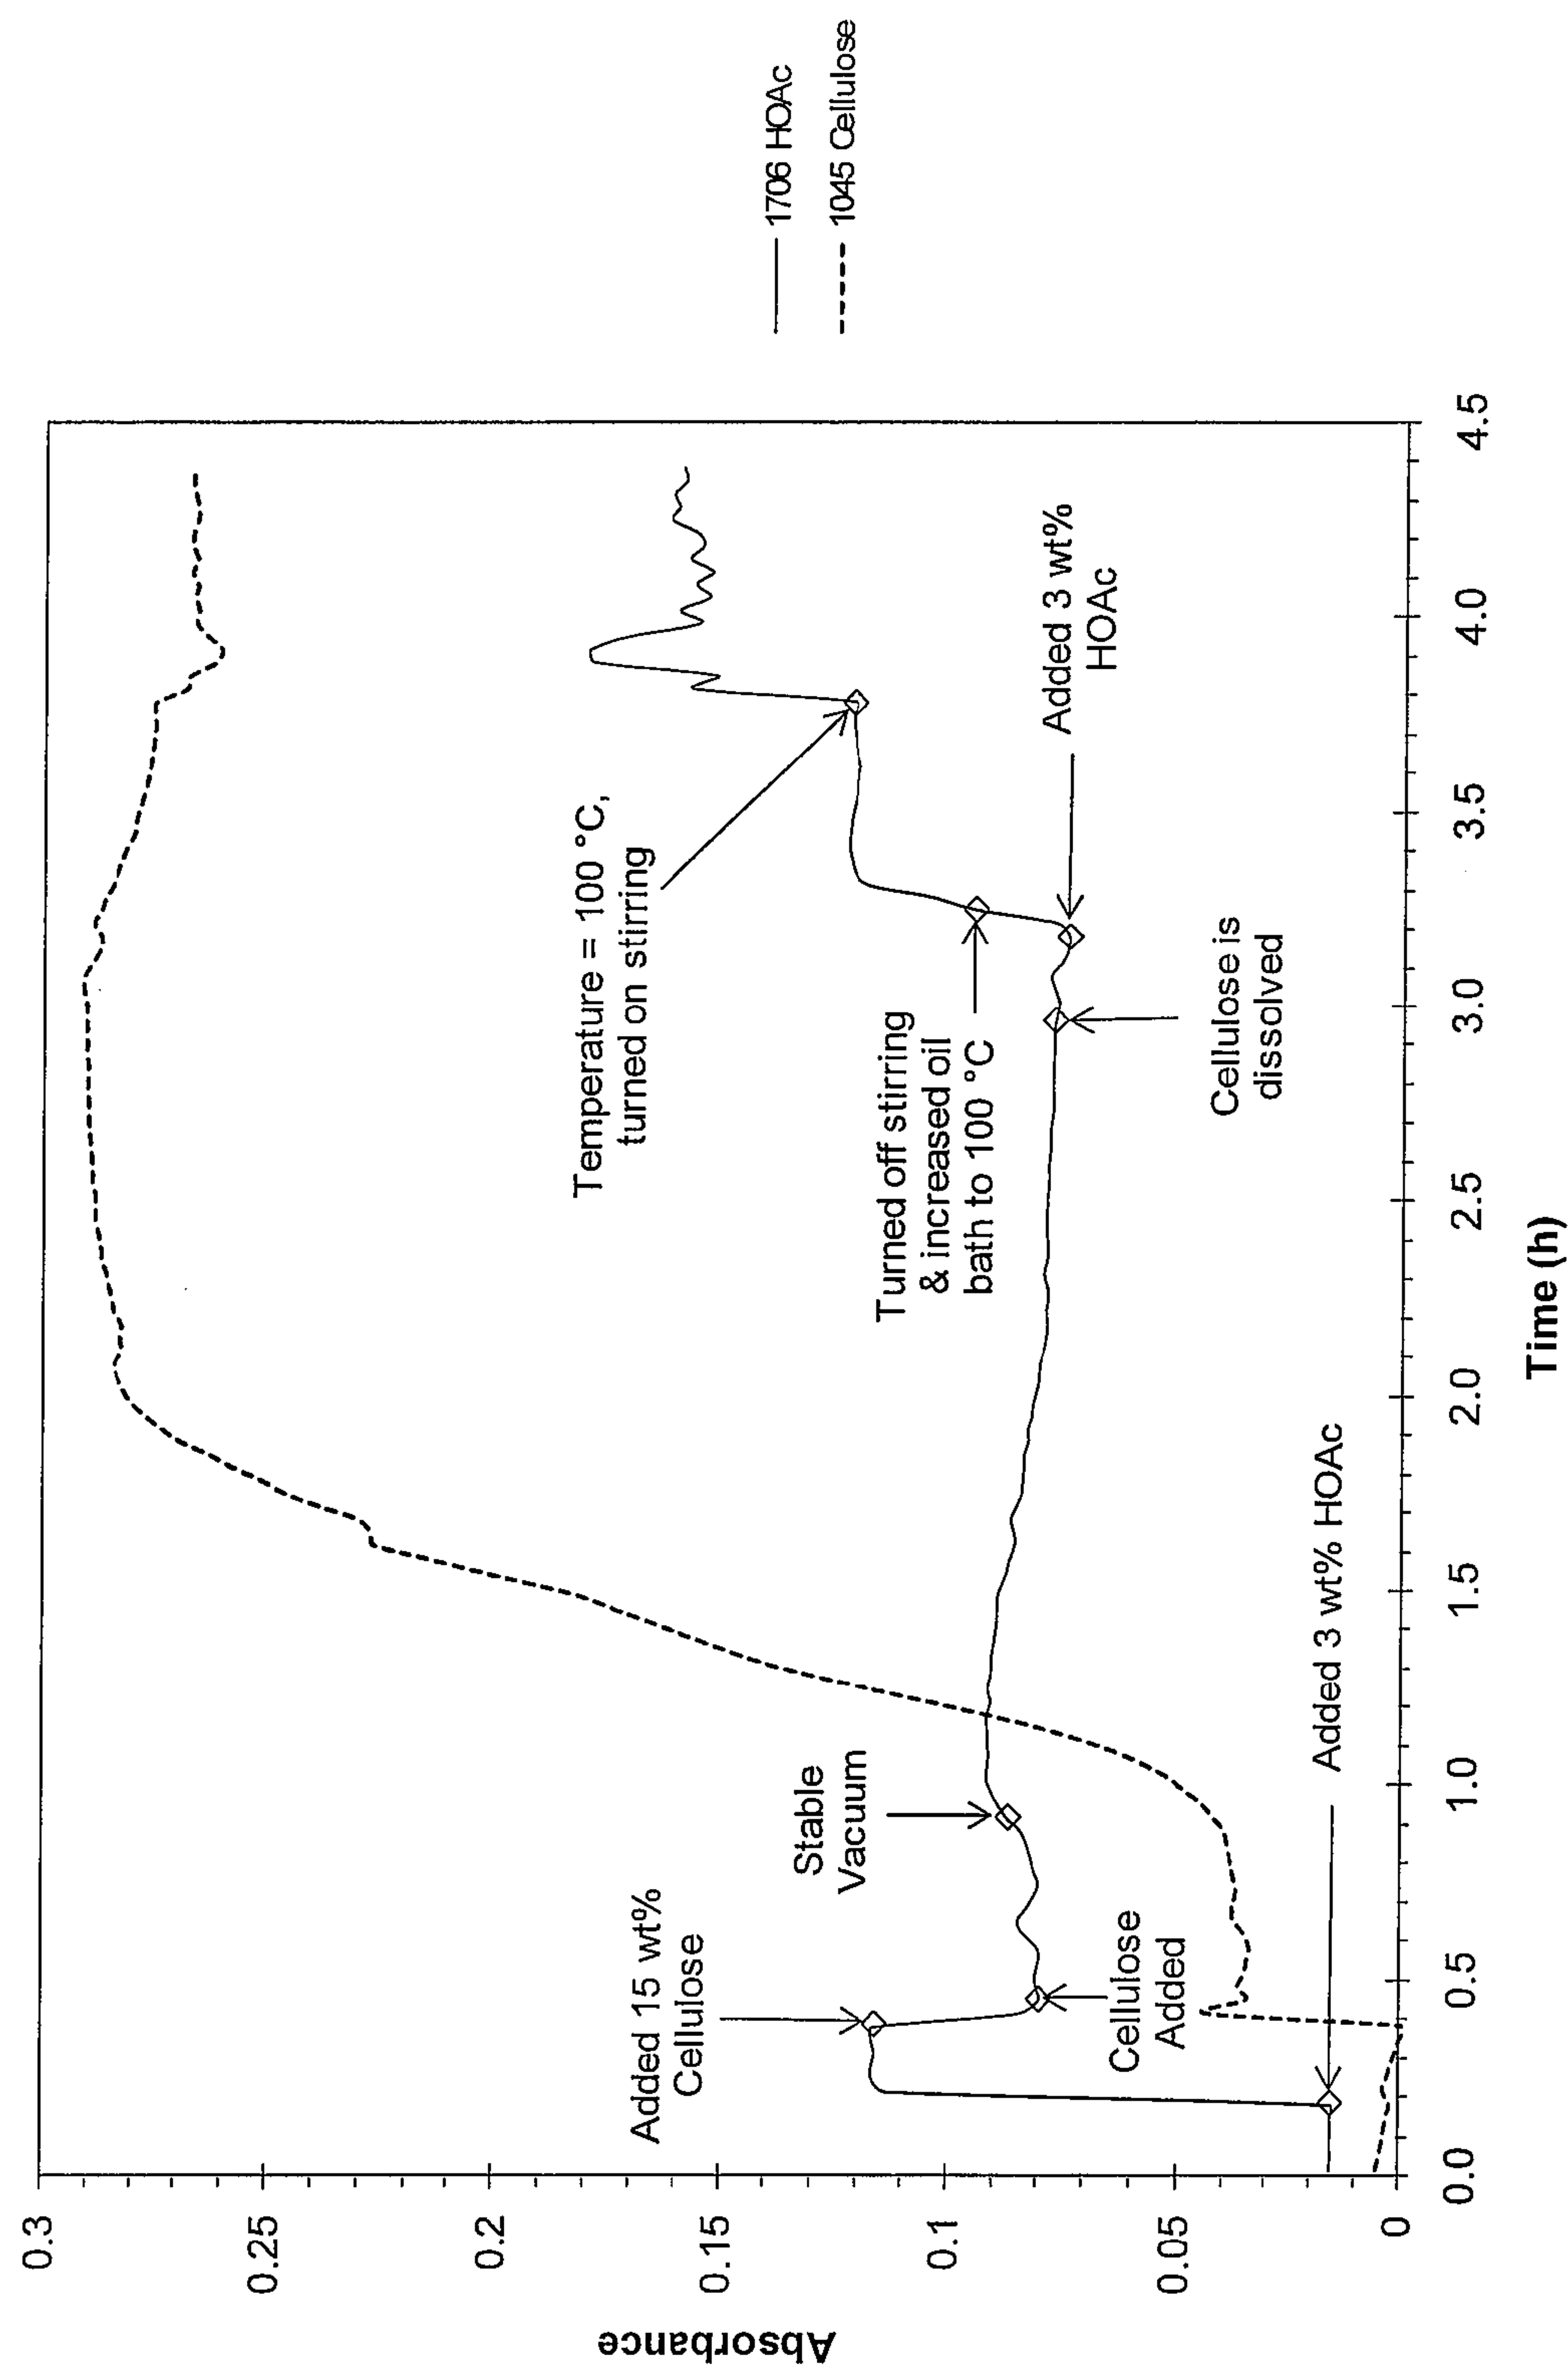 Absorbance
0.3
0.25
0.2
0.15
0.1
0.05
0
0.0
0.5
1.0
1.5
2.0
2.5
3.0
3.5
4.0
4.5
Time (h)
Added 15 wt%
Cellulose
Stable
Vacuum
Cellulose
Added
Added 3 wt% HOAc
Temperature = 100 °C,
turned on stirring
Turned off stirring
& increased oil
bath to 100 °C
Cellulose is
dissolved
Added 3 wt%
HOAc
1706 HOAc
1045 Cellulose